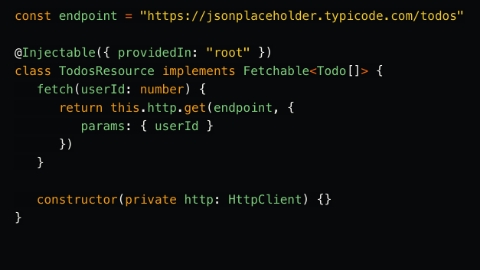 const endpoint = "https://jsonplaceholder.typicode.com/todos"
@Injectable({ providedIn: "root" })
class TodosResource implements Fetchable<Todo[]> {
fetch(userId: number) {
return this.http.get(endpoint, {
params: { userId }
})
}
constructor(private http: HttpClient) {}
}